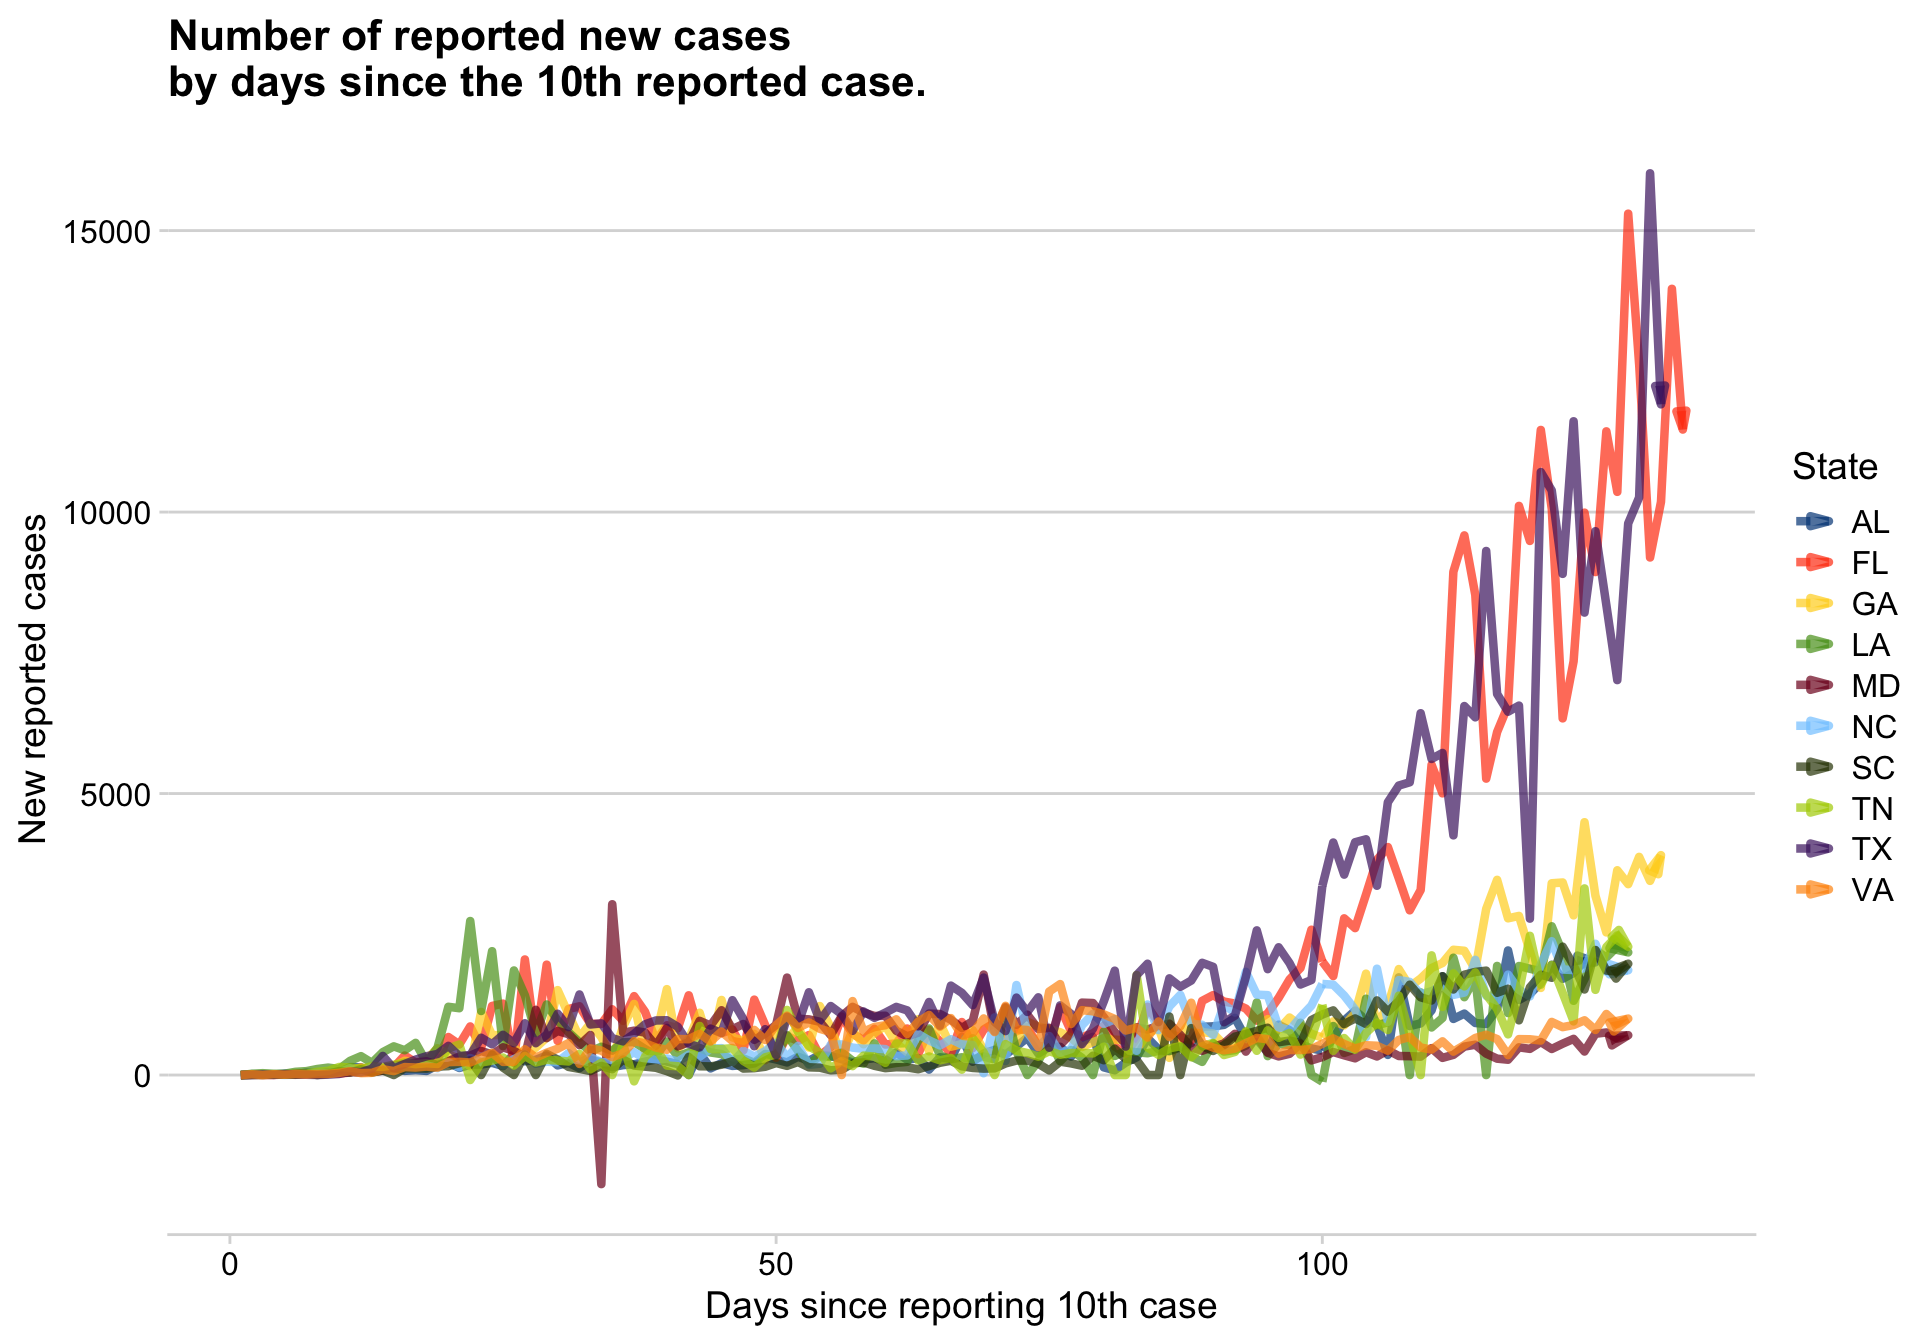 Number of reported new cases
by days since the 10th reported case.
15000
10000
5000
0
New reported cases
0
50
100
Days since reporting 10th case
State
AL
FL
GA
LA
MD
NC
SC
TN
TX
VA